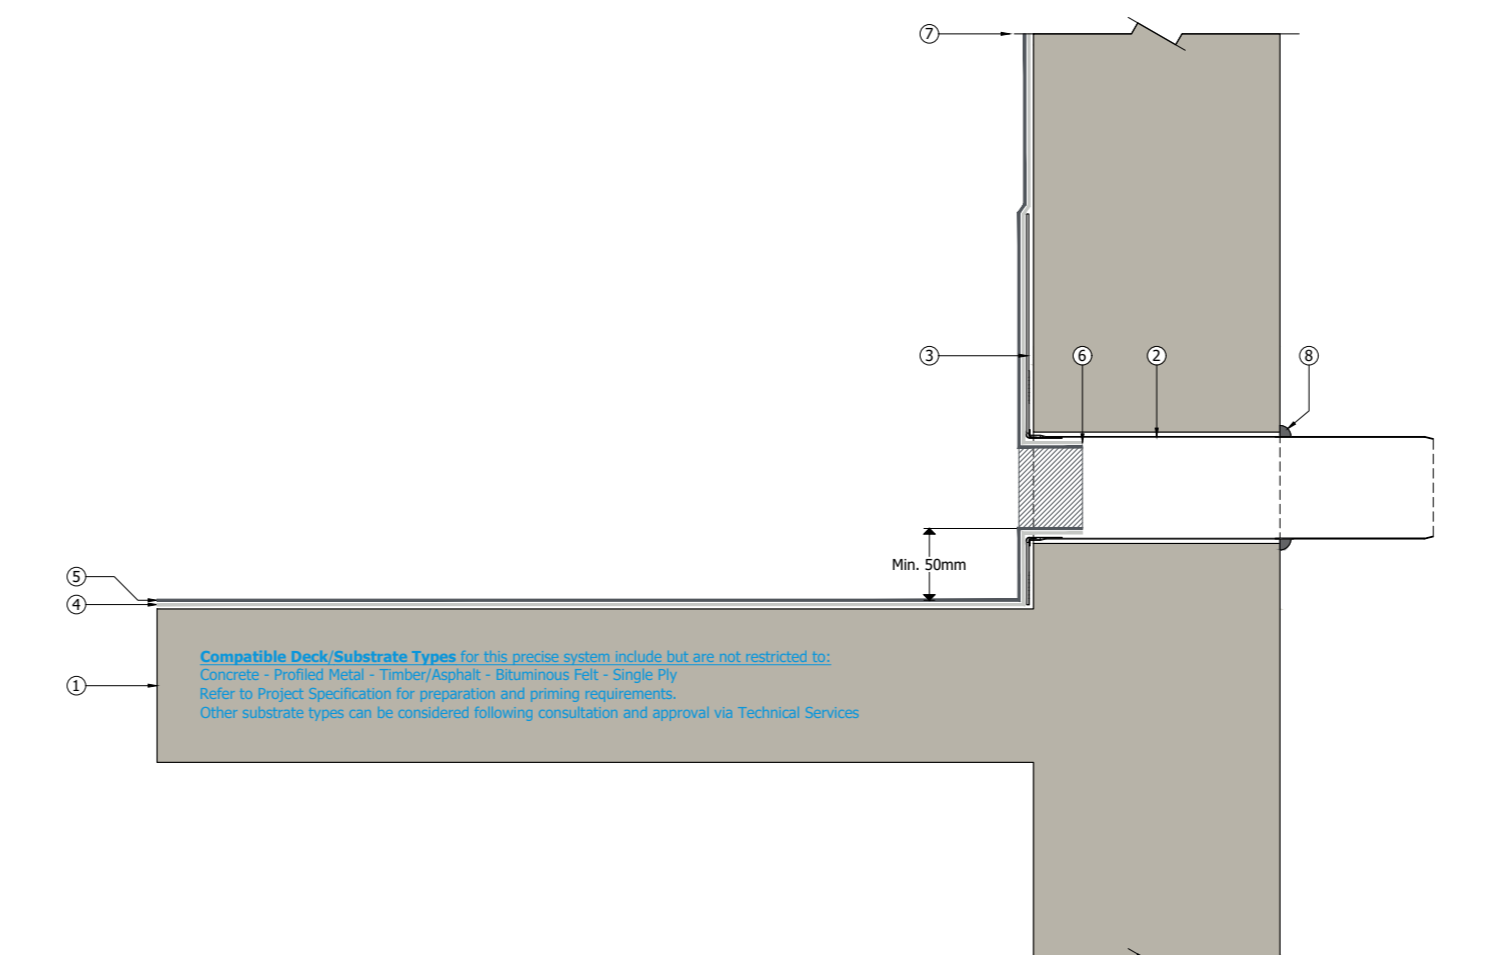 7
3
6
2
8
Min. 50mm
5
4
Compatible Deck/Substrate Types for this precise system include but are not restricted to:
Concrete - Profiled Metal - Timber/Asphalt - Bituminous Felt - Single Ply
1
Refer to Project Specification for preparation and priming requirements.
Other substrate types can be considered following consultation and approval via Technical Services